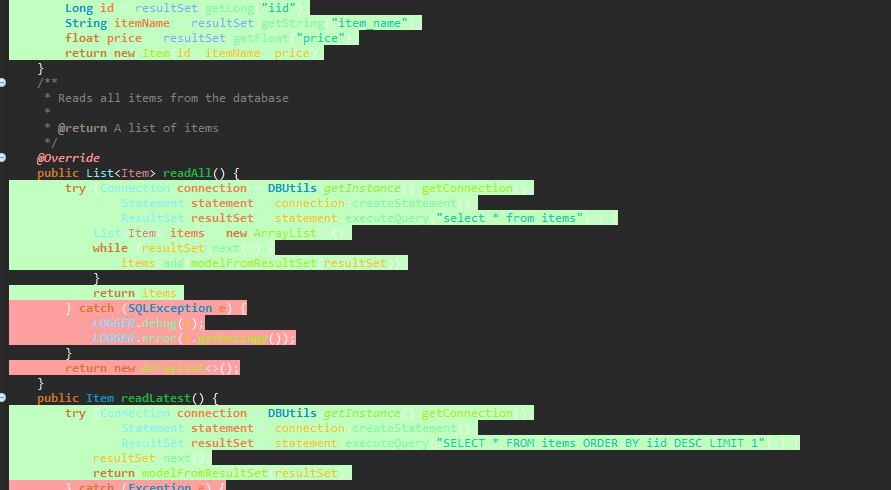 Long id = resultSet.getLong("iid");
String itemName = resultSet.getString("item_name");
float price = resultSet.getFloat("price");
return new Item(id, itemName, price);
}
/**
* Reads all items from the database
*
* @return A list of items
*/
@Override
public List<Item> readAll() {
try (Connection connection = DBUtils.getInstance().getConnection();
Statement statement = connection.createStatement();
ResultSet resultSet = statement.executeQuery("select * from items");) {
List<Item> items = new ArrayList<>();
while (resultSet.next()) {
items.add(modelFromResultSet(resultSet));
}
return items;
} catch (SQLException e) {
LOGGER.debug(e);
LOGGER.error(e.getMessage());
}
return new ArrayList<>();
}
public Item readLatest() {
try (Connection connection = DBUtils.getInstance().getConnection();
Statement statement = connection.createStatement();
ResultSet resultSet = statement.executeQuery("SELECT * FROM items ORDER BY iid DESC LIMIT 1");) {
resultSet.next();
return modelFromResultSet(resultSet);
} catch (Exception e) {